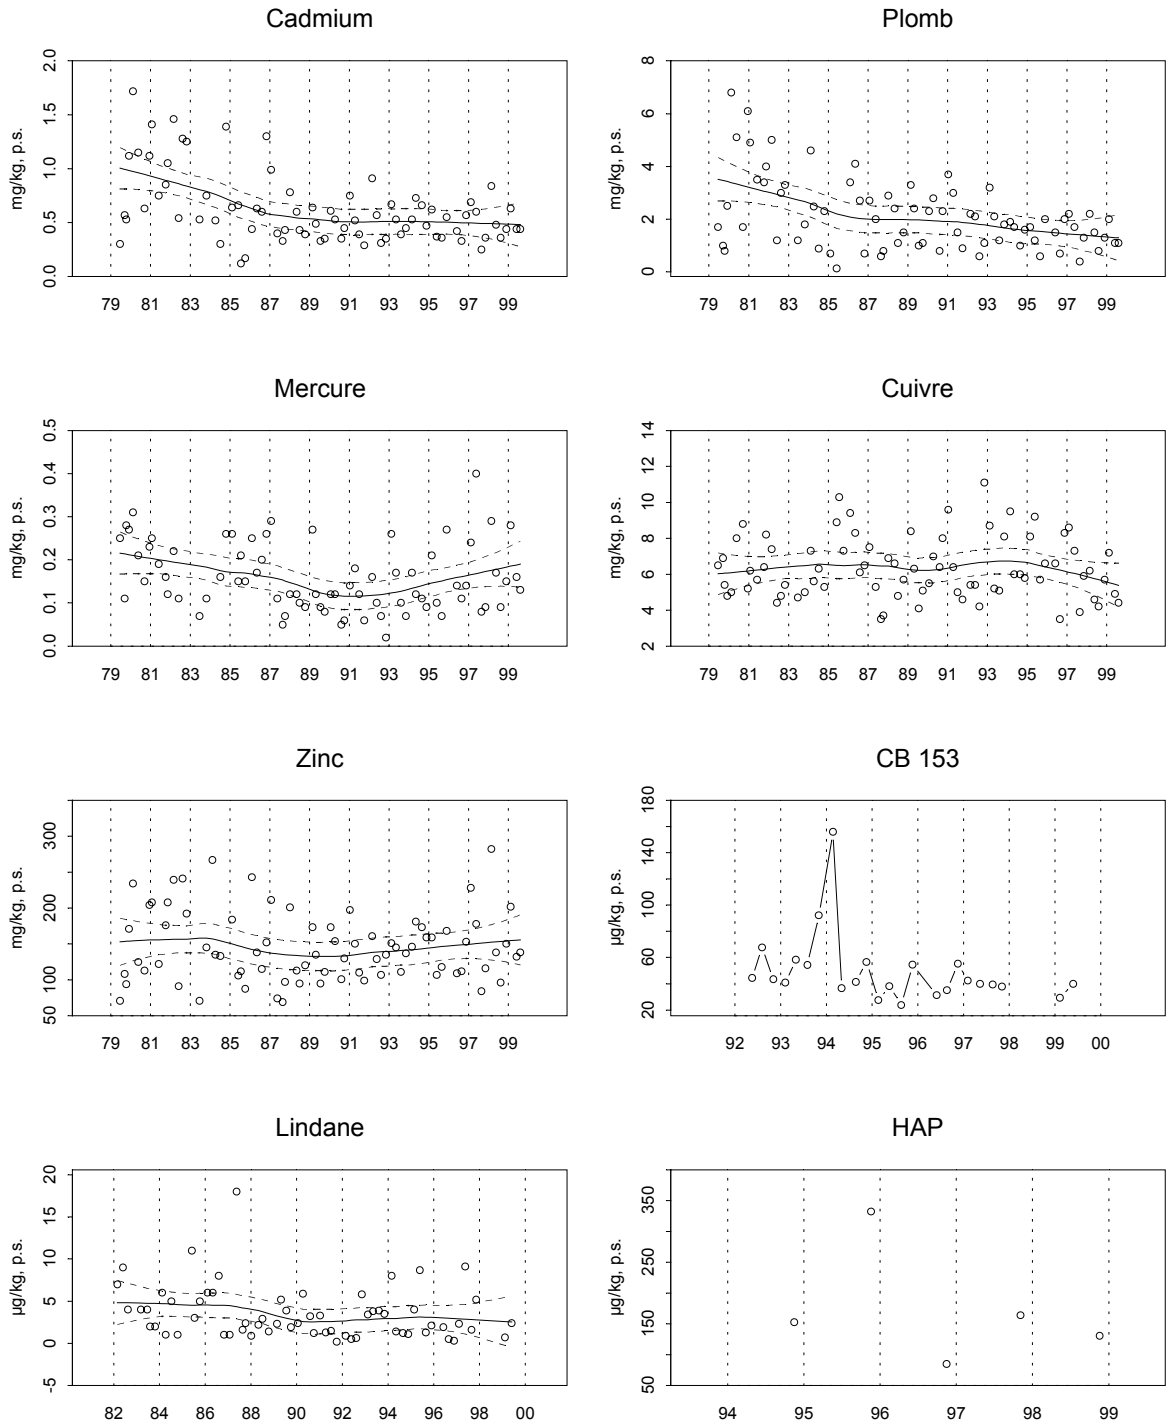 Cadmium
mg/kg, p.s.
0.0 0.5 1.0 1.5 2.0
79 81 83 85 87 89 91 93 95 97 99
Plomb
mg/kg, p.s.
0 2 4 6 8
79 81 83 85 87 89 91 93 95 97 99
Mercure
mg/kg, p.s.
0.0 0.1 0.2 0.3 0.4 0.5
79 81 83 85 87 89 91 93 95 97 99
Cuivre
mg/kg, p.s.
2 4 6 8 10 12 14
79 81 83 85 87 89 91 93 95 97 99
Zinc
mg/kg, p.s.
50 100 200 300
79 81 83 85 87 89 91 93 95 97 99
CB 153
µg/kg, p.s.
20 60 100 140 180
92 93 94 95 96 97 98 99 00
Lindane
µg/kg, p.s.
-5 0 5 10 15 20
82 84 86 88 90 92 94 96 98 00
HAP
µg/kg, p.s.
50 150 250 350
94 95 96 97 98 99